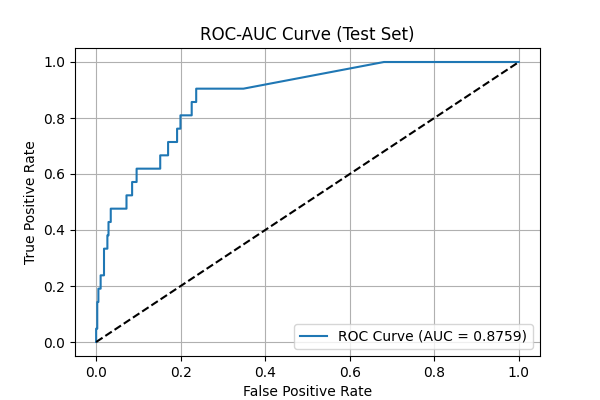 ROC-AUC Curve (Test Set)
True Positive Rate
1.0
0.8
0.6
0.4
0.2
0.0
ROC Curve (AUC = 0.8759)
0.0 0.2 0.4 0.6 0.8 1.0
False Positive Rate